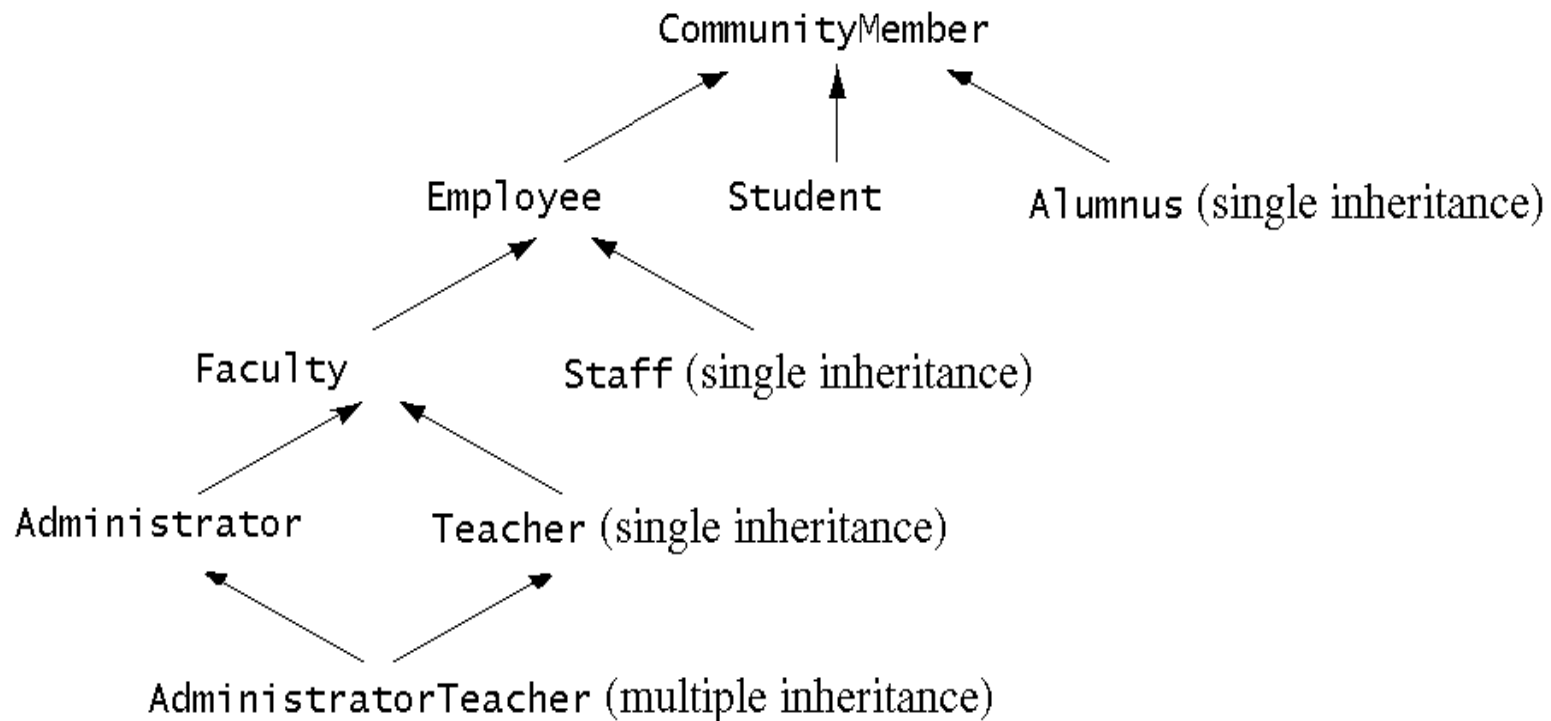 CommunityMember
Employee Student Alumnus (single inheritance)
Faculty Staff (single inheritance)
Administrator Teacher (single inheritance)
AdministratorTeacher (multiple inheritance)